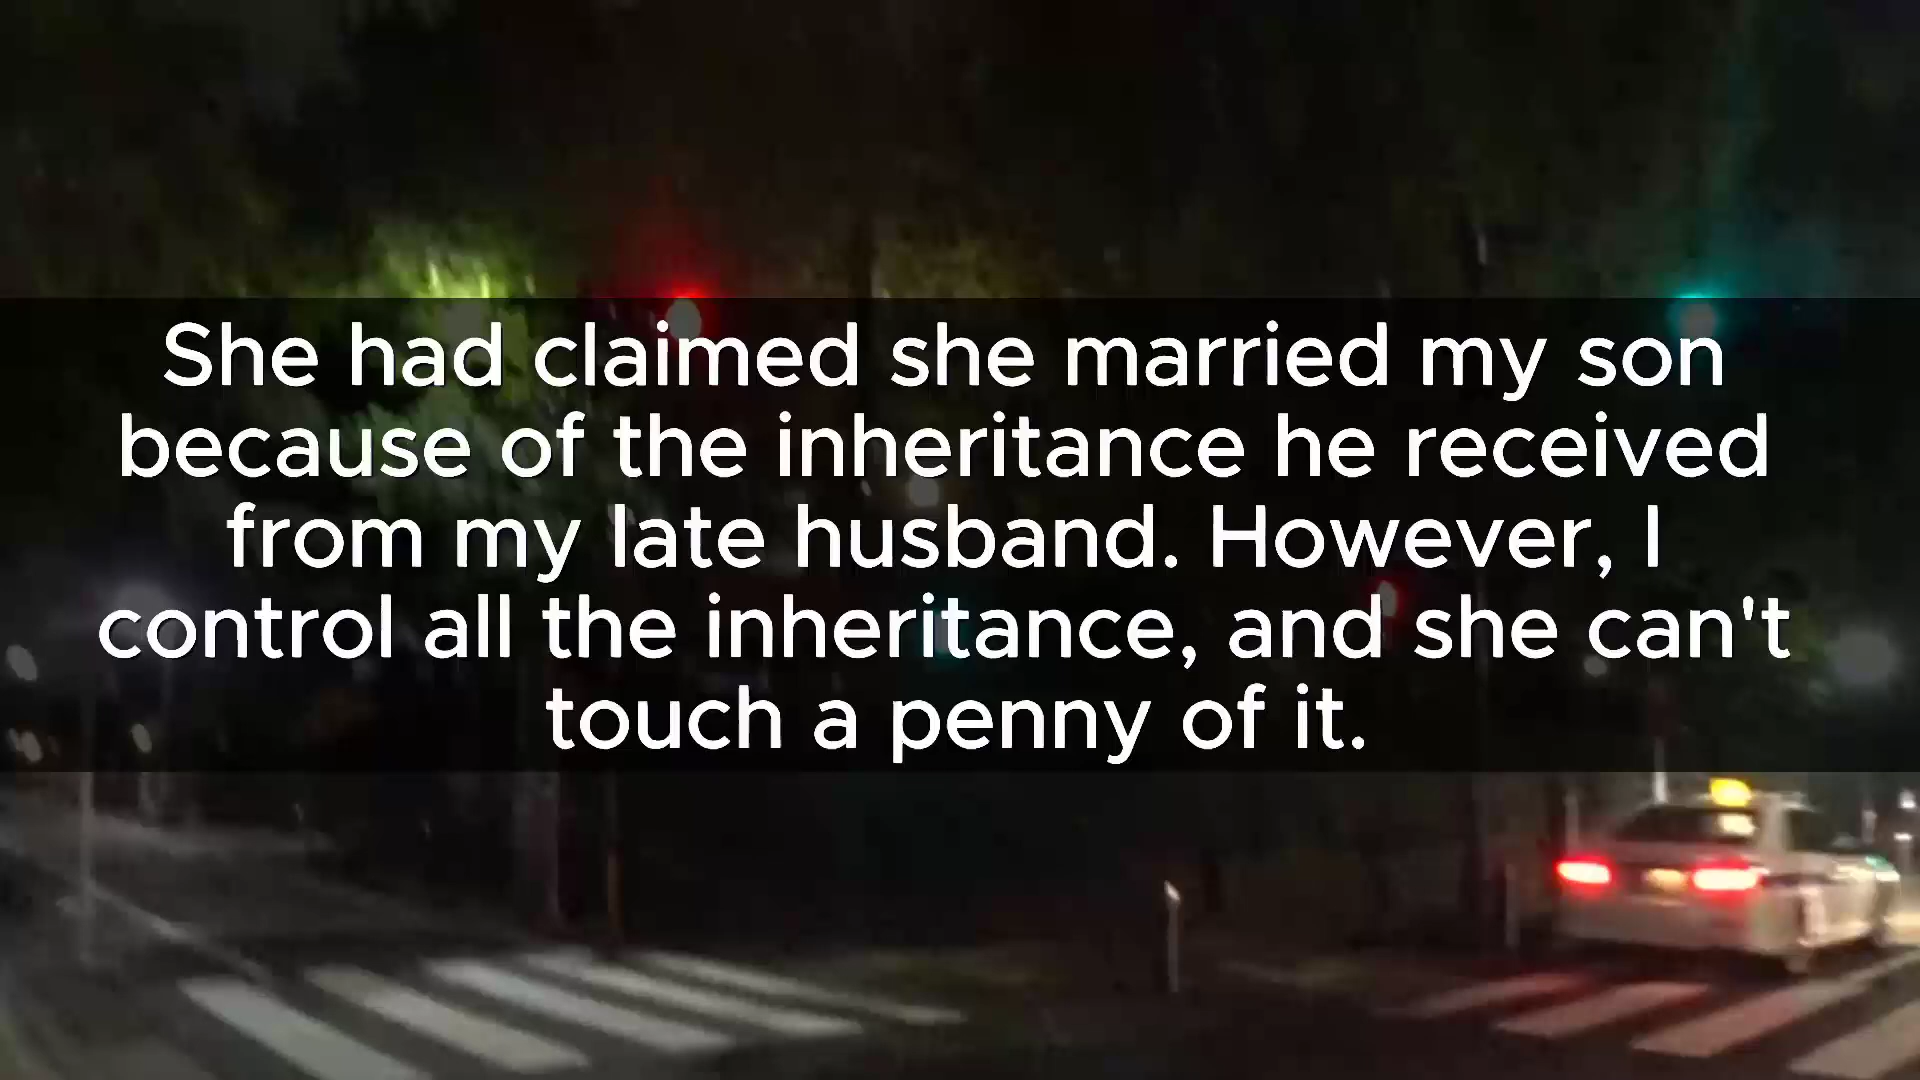 She had claimed she married my son
because of the inheritance he received
from my late husband. However, I
control all the inheritance, and she can't
touch a penny of it.